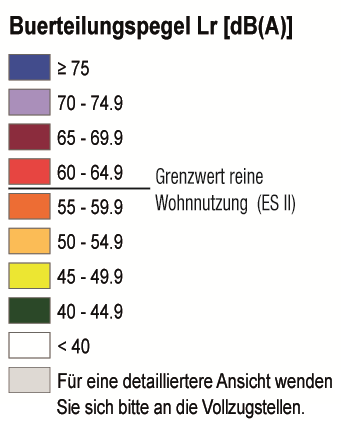 Buerteilungspegel Lr [dB(A)]
≥ 75
70 - 74.9
65 - 69.9
60 - 64.9
Grenzwert reine
Wohnnutzung (ES II)
55 - 59.9
50 - 54.9
45 - 49.9
40 - 44.9
< 40
Für eine detailliertere Ansicht wenden
Sie sich bitte an die Vollzugstellen.